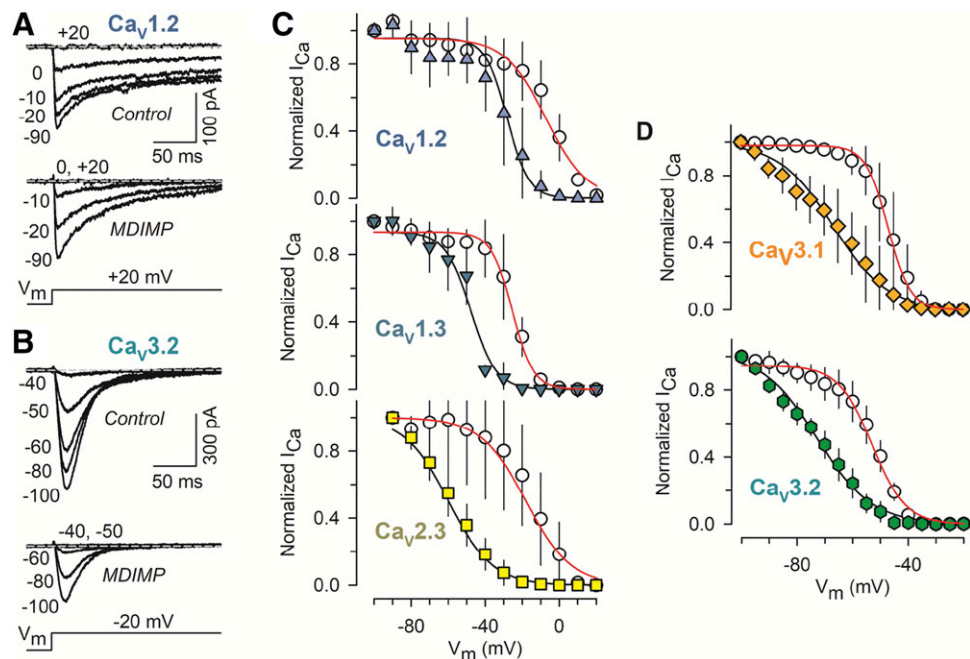 A
CaV1.2
+20
0
-10
-20
-90
Control
100 pA
50 ms
0, +20
-10
-20
-90
MDIMP
Vm
+20 mV
B
CaV3.2
-40
-50
-60
-80
-100
Control
300 pA
50 ms
-40, -50
-60
-80
-100
MDIMP
Vm
-20 mV
C
Normalized ICa
0.8
0.4
0.0
CaV1.2
Normalized ICa
0.8
0.4
0.0
CaV1.3
Normalized ICa
0.8
0.4
0.0
CaV2.3
-80 -40 0
Vm (mV)
D
Normalized ICa
0.8
0.4
0.0
CaV3.1
Normalized ICa
0.8
0.4
0.0
CaV3.2
-80 -40
Vm (mV)